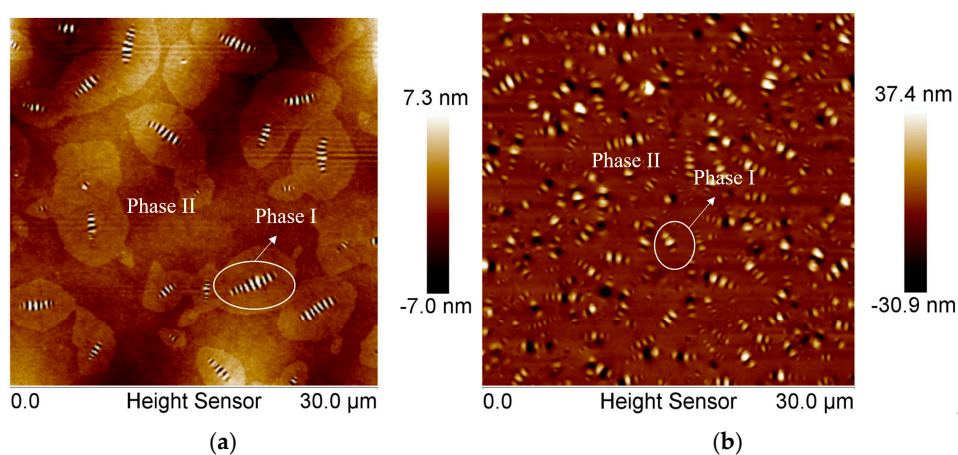 7.3 nm
Phase II
Phase I
-7.0 nm
0.0 Height Sensor 30.0 μm
(a)
37.4 nm
Phase II
Phase I
-30.9 nm
0.0 Height Sensor 30.0 μm
(b)